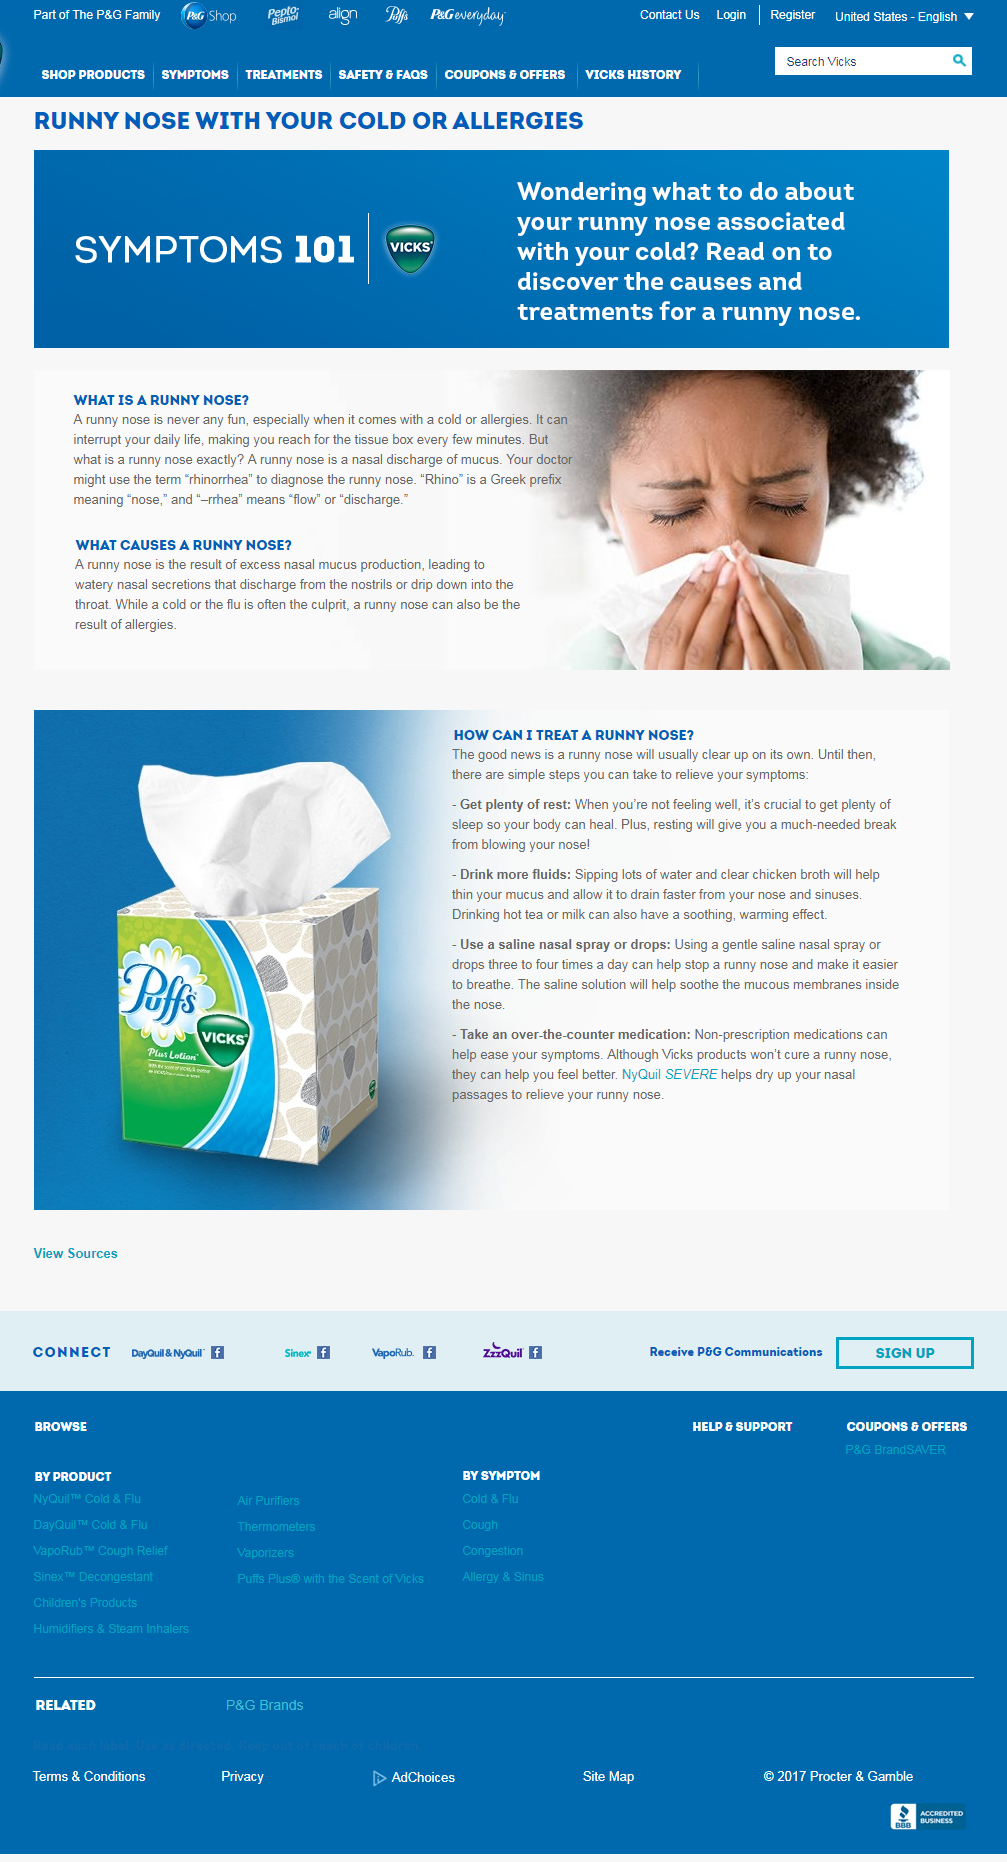 Part of The P&G Family
P&G Shop
Pepto Bismol
align
Puffs
P&G everyday
Contact Us
Login
Register
United States - English
SHOP PRODUCTS
SYMPTOMS
TREATMENTS
SAFETY & FAQS
COUPONS & OFFERS
VICKS HISTORY
Search Vicks
RUNNY NOSE WITH YOUR COLD OR ALLERGIES
SYMPTOMS 101
VICKS
Wondering what to do about
your runny nose associated
with your cold? Read on to
discover the causes and
treatments for a runny nose.
WHAT IS A RUNNY NOSE?
A runny nose is never any fun, especially when it comes with a cold or allergies. It can
interrupt your daily life, making you reach for the tissue box every few minutes. But
what is a runny nose exactly? A runny nose is a nasal discharge of mucus. Your doctor
might use the term “rhinorrhea” to diagnose the runny nose. “Rhino” is a Greek prefix
meaning “nose,” and “–rrhea” means “flow” or “discharge.”
WHAT CAUSES A RUNNY NOSE?
A runny nose is the result of excess nasal mucus production, leading to
watery nasal secretions that discharge from the nostrils or drip down into the
throat. While a cold or the flu is often the culprit, a runny nose can also be the
result of allergies.
Puffs
VICKS
Plus Lotion
HOW CAN I TREAT A RUNNY NOSE?
The good news is a runny nose will usually clear up on its own. Until then,
there are simple steps you can take to relieve your symptoms:
- Get plenty of rest: When you’re not feeling well, it’s crucial to get plenty of
sleep so your body can heal. Plus, resting will give you a much-needed break
from blowing your nose!
- Drink more fluids: Sipping lots of water and clear chicken broth will help
thin your mucus and allow it to drain faster from your nose and sinuses.
Drinking hot tea or milk can also have a soothing, warming effect.
- Use a saline nasal spray or drops: Using a gentle saline nasal spray or
drops three to four times a day can help stop a runny nose and make it easier
to breathe. The saline solution will help soothe the mucous membranes inside
the nose.
- Take an over-the-counter medication: Non-prescription medications can
help ease your symptoms. Although Vicks products won’t cure a runny nose,
they can help you feel better. NyQuil SEVERE helps dry up your nasal
passages to relieve your runny nose.
View Sources
CONNECT
DayQuil & NyQuil
Sinex
VapoRub
ZzzQuil
Receive P&G Communications
SIGN UP
BROWSE
HELP & SUPPORT
COUPONS & OFFERS
P&G BrandSAVER
BY PRODUCT
NyQuil™ Cold & Flu
DayQuil™ Cold & Flu
VapoRub™ Cough Relief
Sinex™ Decongestant
Children's Products
Humidifiers & Steam Inhalers
Air Purifiers
Thermometers
Vaporizers
Puffs Plus® with the Scent of Vicks
BY SYMPTOM
Cold & Flu
Cough
Congestion
Allergy & Sinus
RELATED
P&G Brands
Read each label. Use as directed. Keep out of reach of children.
Terms & Conditions
Privacy
AdChoices
Site Map
© 2017 Procter & Gamble
BBB
ACCREDITED
BUSINESS